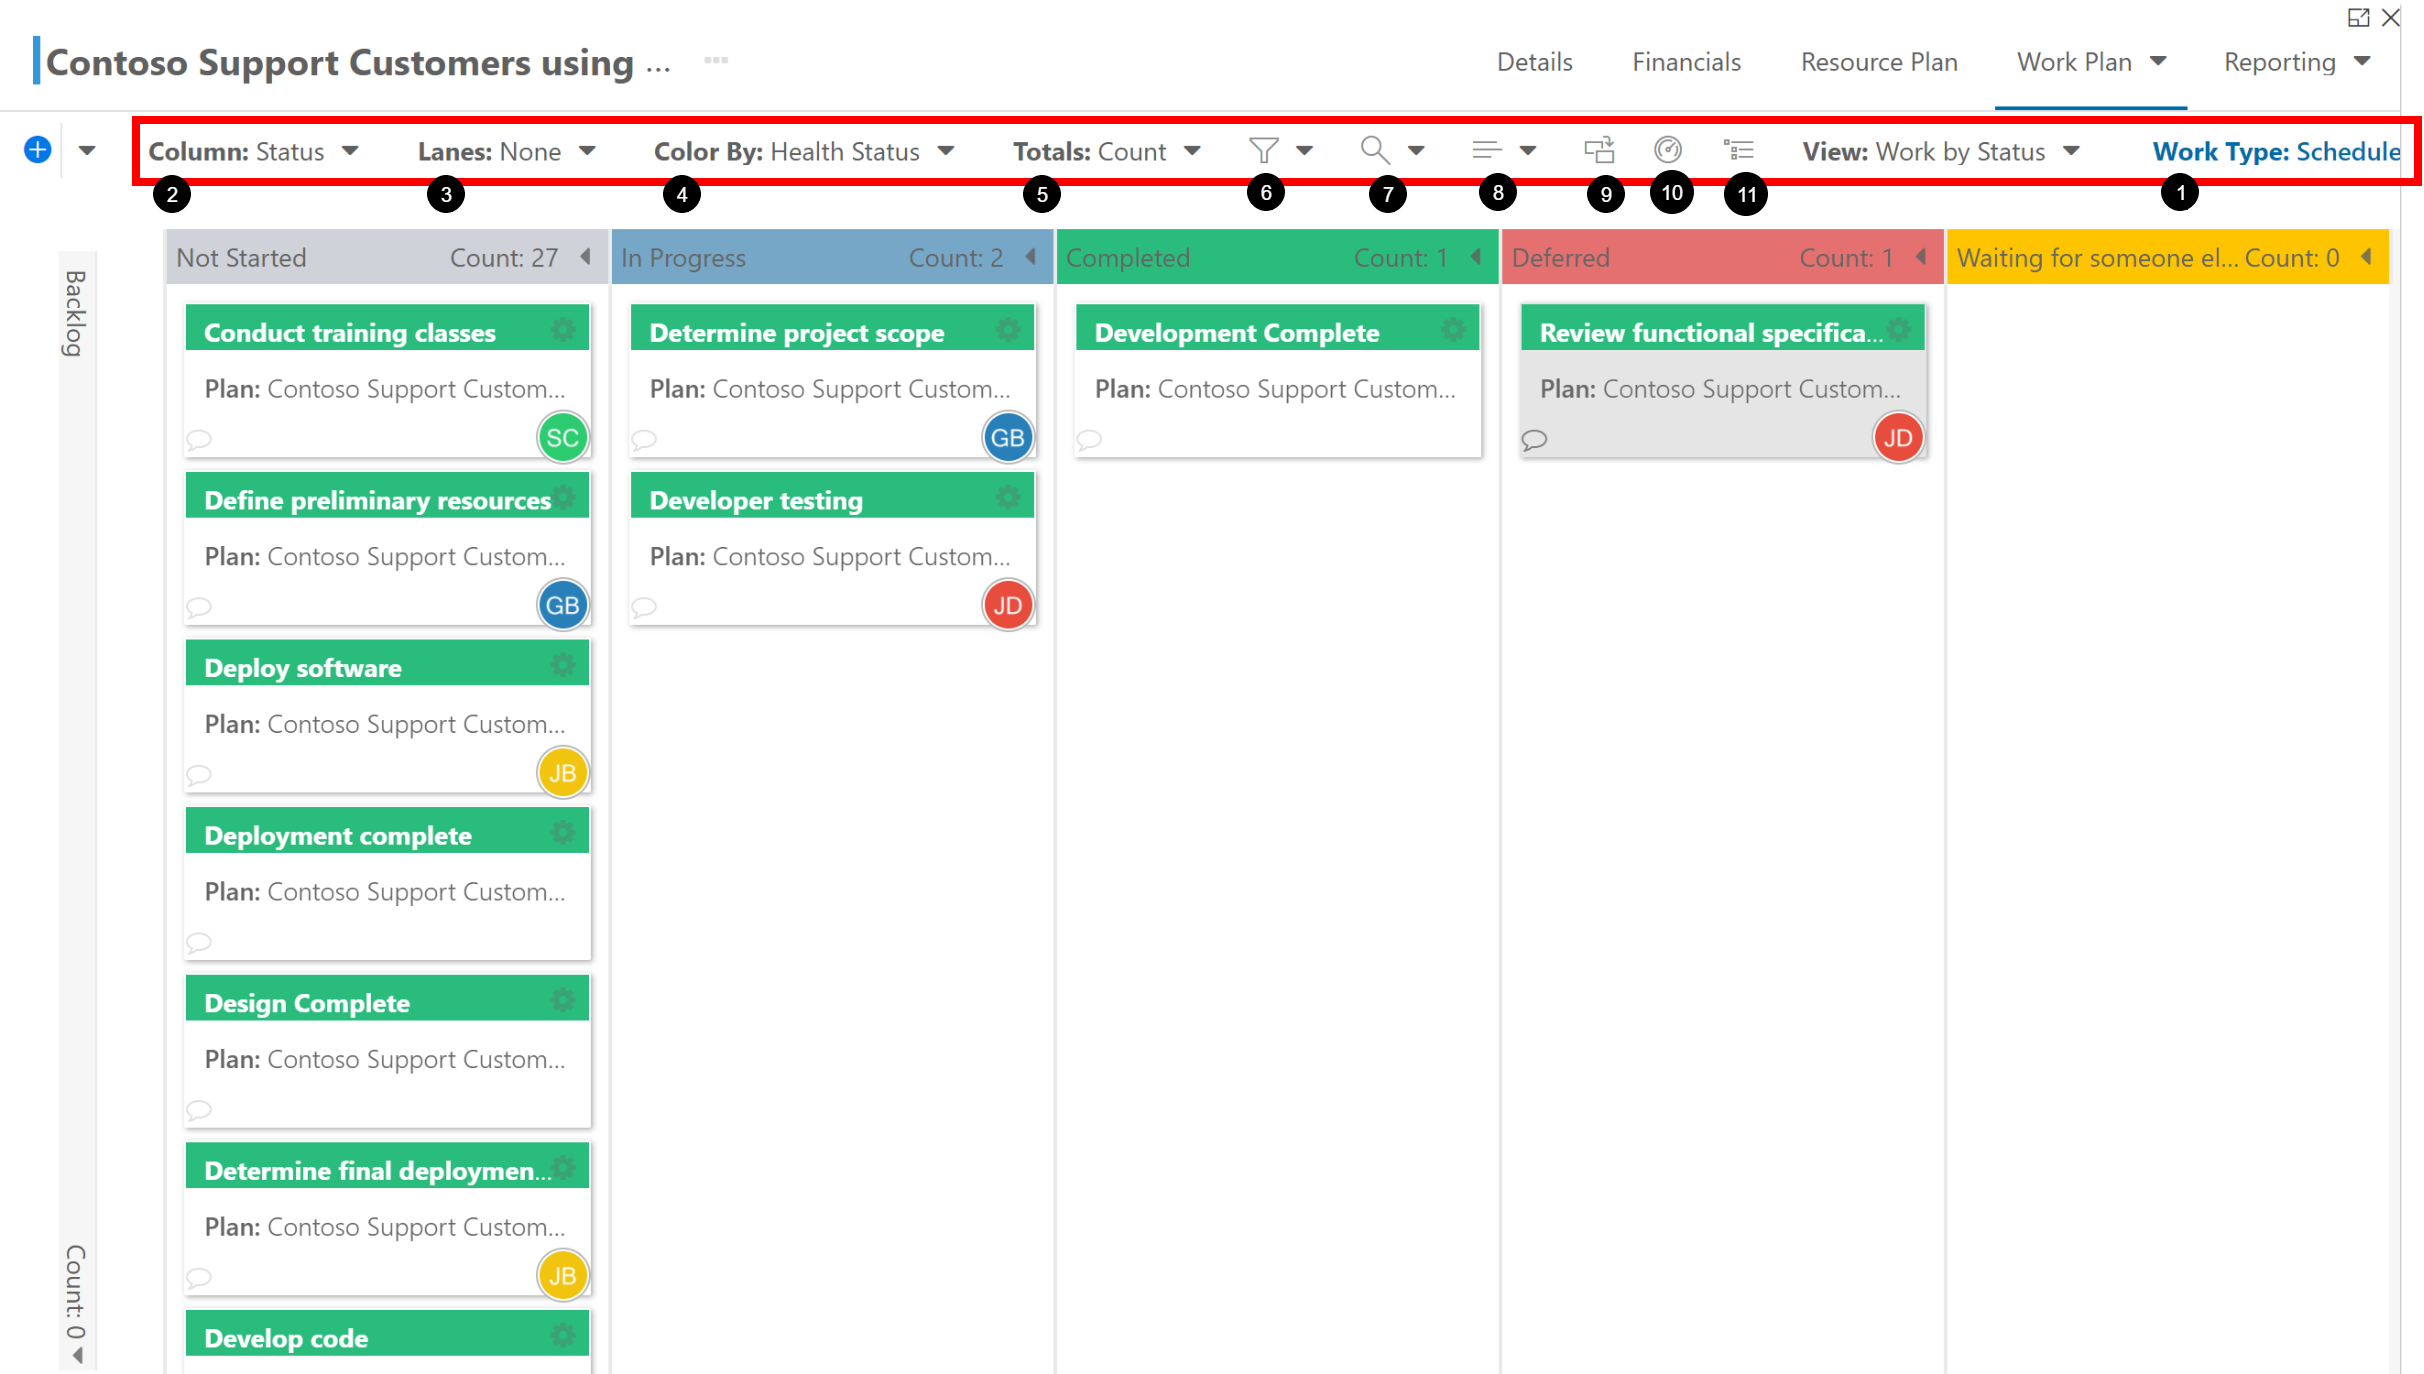 Contoso Support Customers using ...
Details Financials Resource Plan Work Plan Reporting
Column: Status Lanes: None Color By: Health Status Totals: Count View: Work by Status Work Type: Schedule
2 3 4 5 6 7 8 9 10 11 1
Backlog
Count: 0
Not Started Count: 27
Conduct training classes
Plan: Contoso Support Custom...
SC
Define preliminary resources
Plan: Contoso Support Custom...
GB
Deploy software
Plan: Contoso Support Custom...
JB
Deployment complete
Plan: Contoso Support Custom...
Design Complete
Plan: Contoso Support Custom...
Determine final deploymen...
Plan: Contoso Support Custom...
JB
Develop code
In Progress Count: 2
Determine project scope
Plan: Contoso Support Custom...
GB
Developer testing
Plan: Contoso Support Custom...
JD
Completed Count: 1
Development Complete
Plan: Contoso Support Custom...
Deferred Count: 1
Review functional specifica...
Plan: Contoso Support Custom...
JD
Waiting for someone el... Count: 0